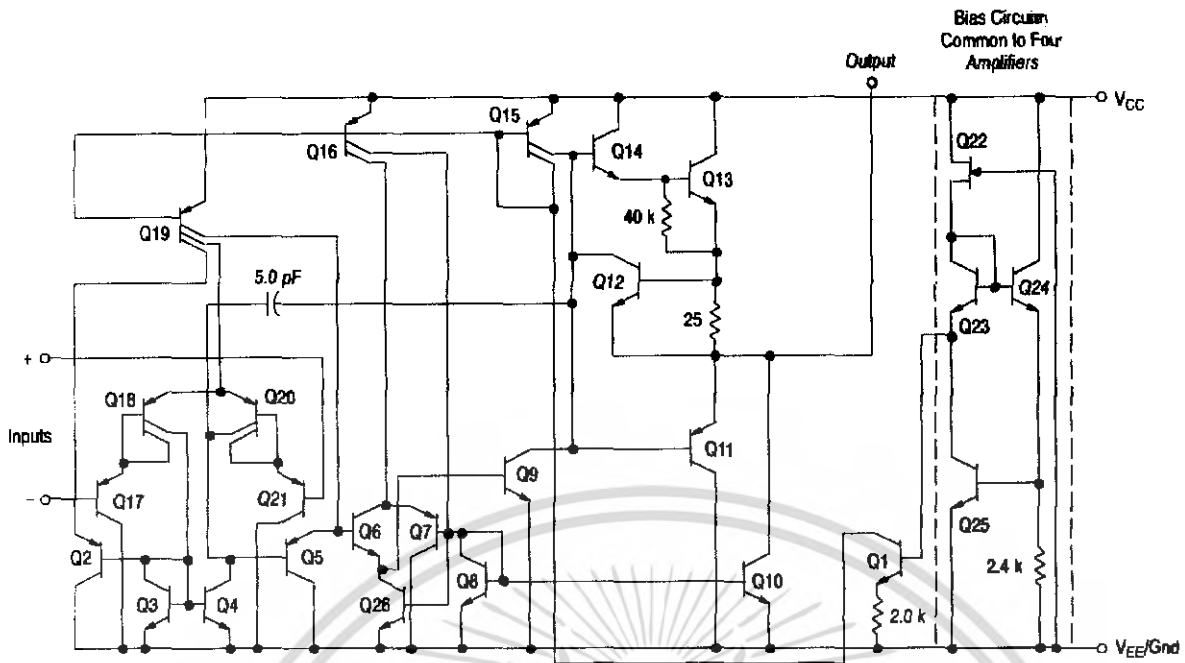 Bias Circuitry
Common to Four
Amplifiers
Output
VCC
Q15
Q16
Q14
Q22
Q13
Q19
40 k
5.0 pF
Q12
Q24
Q23
25
+
Q18
Q20
Inputs
Q11
Q9
–
Q17
Q21
Q25
Q6
Q7
Q5
Q2
Q1
Q8
2.4 k
Q3
Q4
Q10
Q26
2.0 k
VEE/Gnd